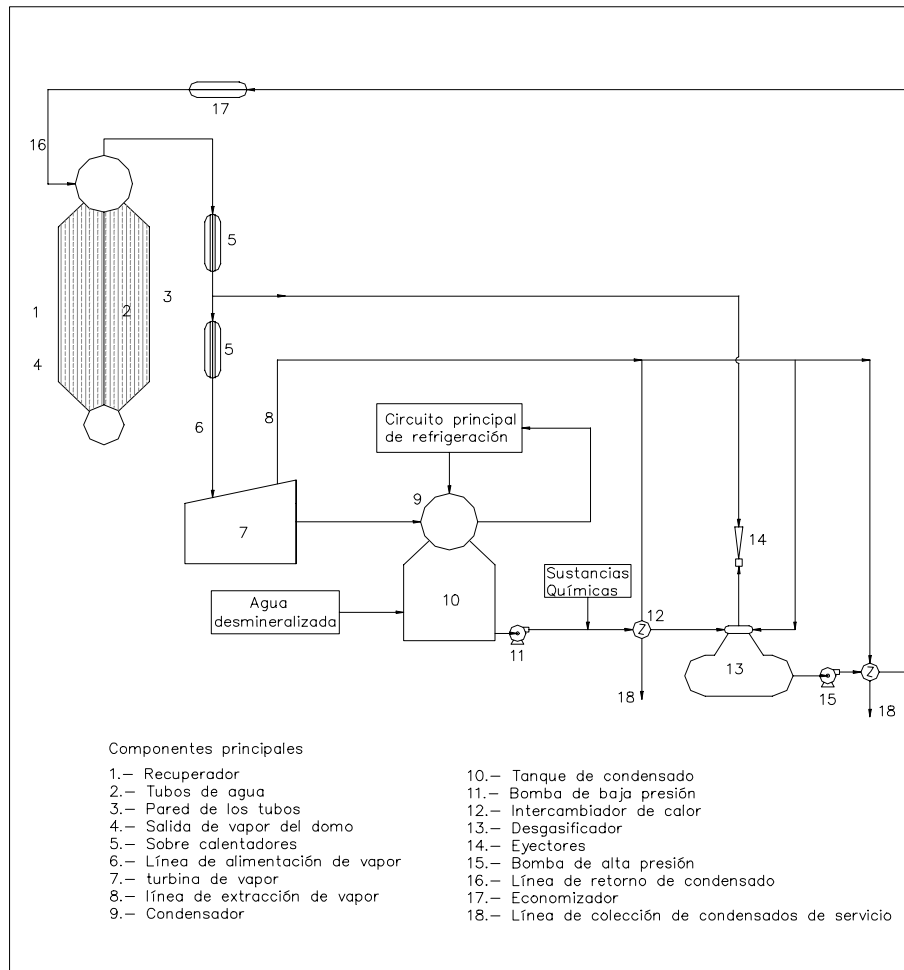 17
16
5
3
1
2
5
4
8
6
Circuito principal
de refrigeración
9
7
14
Sustancias
Químicas
10
Agua
desmineralizada
12
11
13
18
15
18
Componentes principales
1.– Recuperador
2.– Tubos de agua
3.– Pared de los tubos
4.– Salida de vapor del domo
5.– Sobre calentadores
6.– Línea de alimentación de vapor
7.– turbina de vapor
8.– línea de extracción de vapor
9.– Condensador
10.– Tanque de condensado
11.– Bomba de baja presión
12.– Intercambiador de calor
13.– Desgasificador
14.– Eyectores
15.– Bomba de alta presión
16.– Línea de retorno de condensado
17.– Economizador
18.– Línea de colección de condensados de servicio